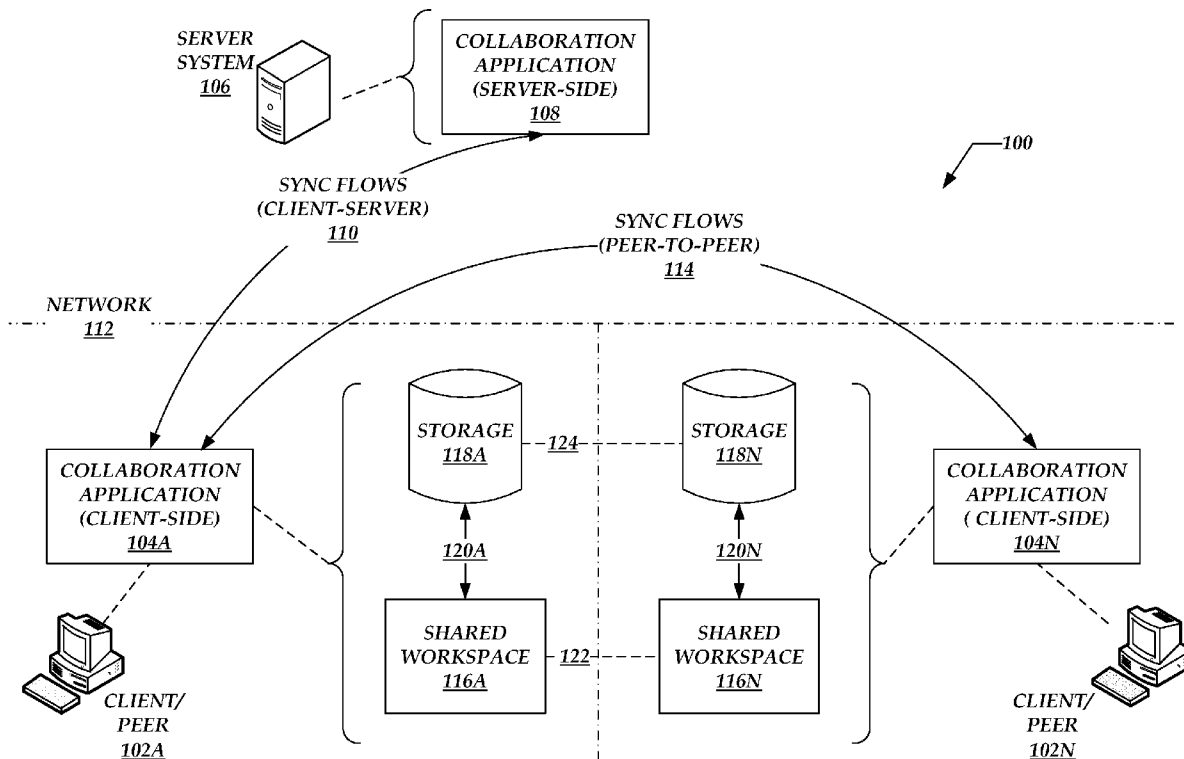 SERVER
SYSTEM
106
COLLABORATION
APPLICATION
(SERVER-SIDE)
108
100
SYNC FLOWS
(CLIENT-SERVER)
110
SYNC FLOWS
(PEER-TO-PEER)
114
NETWORK
112
STORAGE
118A
124
STORAGE
118N
COLLABORATION
APPLICATION
(CLIENT-SIDE)
104A
COLLABORATION
APPLICATION
( CLIENT-SIDE)
104N
120A
120N
SHARED
WORKSPACE
116A
122
SHARED
WORKSPACE
116N
CLIENT/
PEER
102A
CLIENT/
PEER
102N